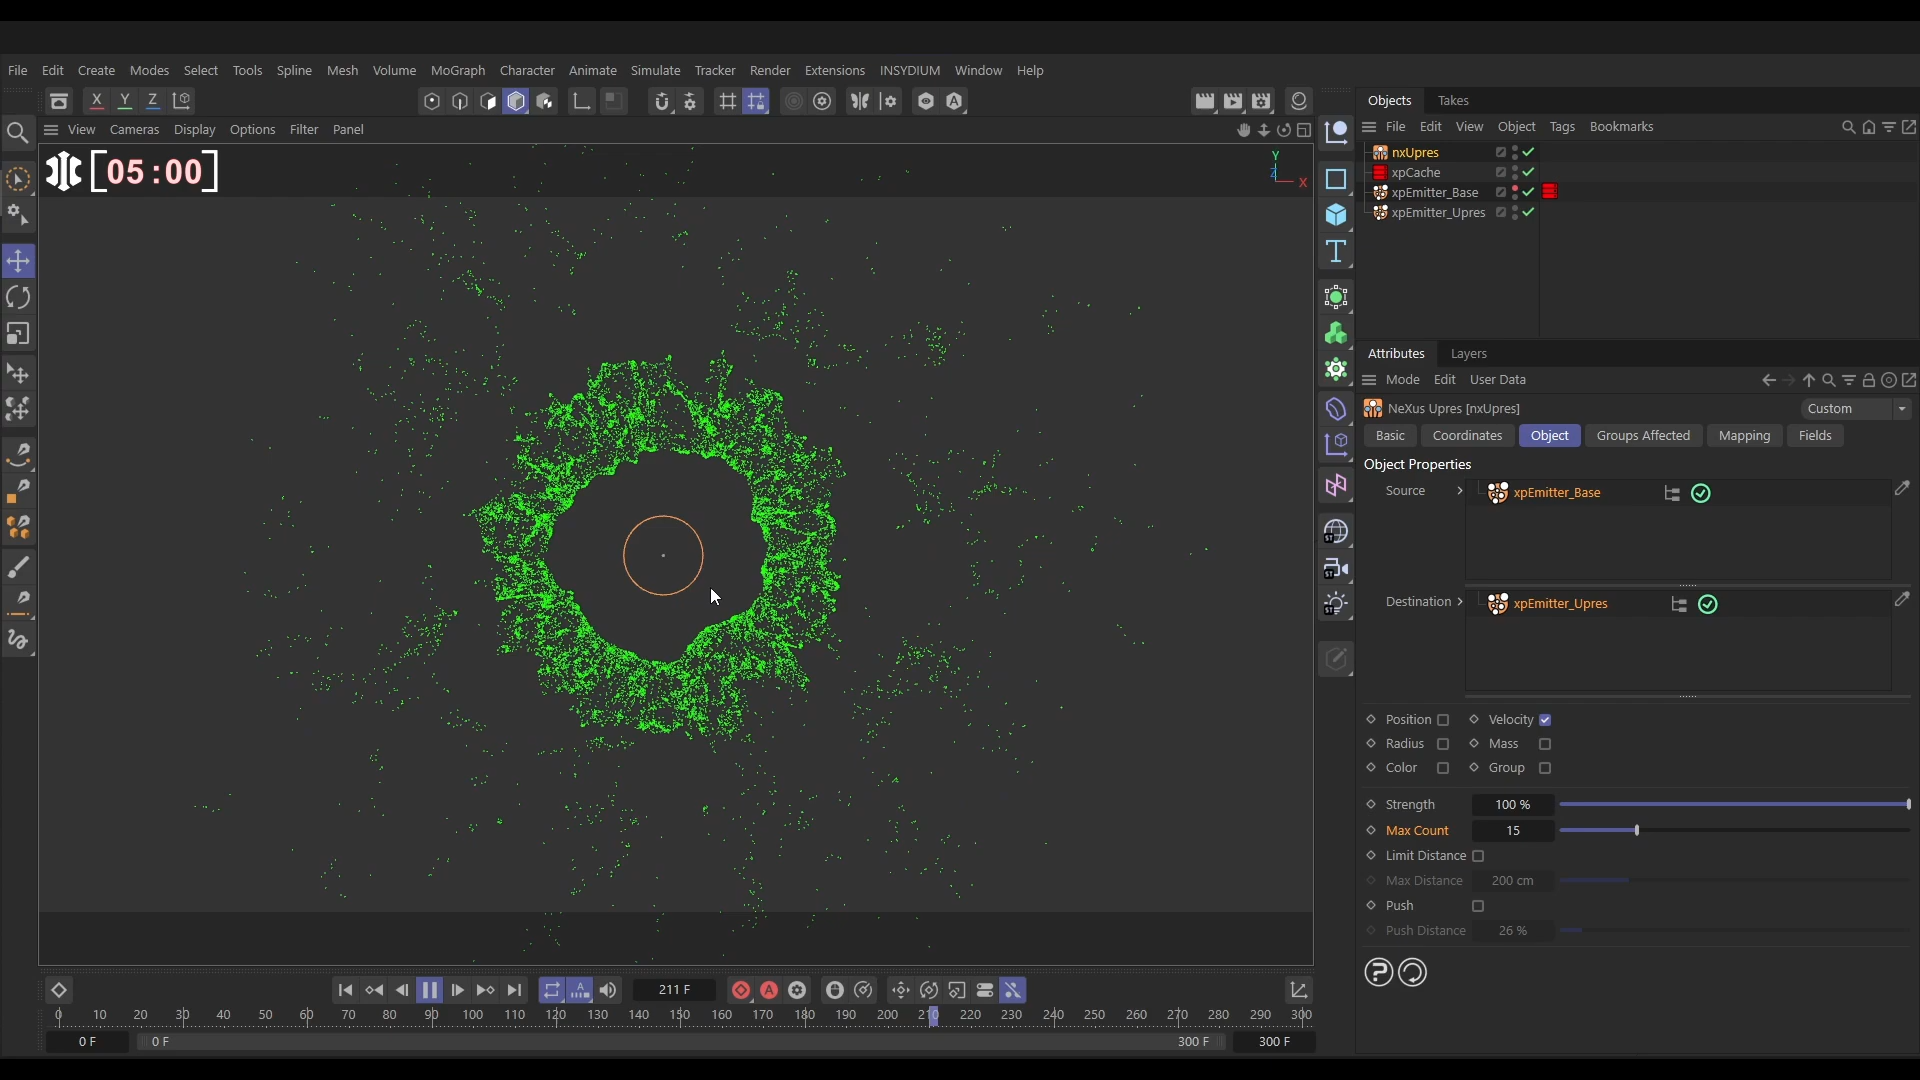 File Edit Create Modes Select Tools Spline Mesh Volume MoGraph Character Animate Simulate Tracker Render Extensions INSYDIUM Window Help
X Y Z
Objects Takes
View Cameras Display Options Filter Panel
File Edit View Object Tags Bookmarks
[05:00]
Y
Z
X
nxUpres
xpCache
xpEmitter_Base
xpEmitter_Upres
Attributes Layers
Mode Edit User Data
NeXus Upres [nxUpres]
Custom
Basic Coordinates Object Groups Affected Mapping Fields
Object Properties
Source xpEmitter_Base
Destination xpEmitter_Upres
Position Velocity
Radius Mass
Color Group
Strength 100 %
Max Count 15
Limit Distance
Max Distance 200 cm
Push
Push Distance 26 %
211 F
0 10 20 30 40 50 60 70 80 90 100 110 120 130 140 150 160 170 180 190 200 210 220 230 240 250 260 270 280 290 300
0 F 0 F 300 F 300 F